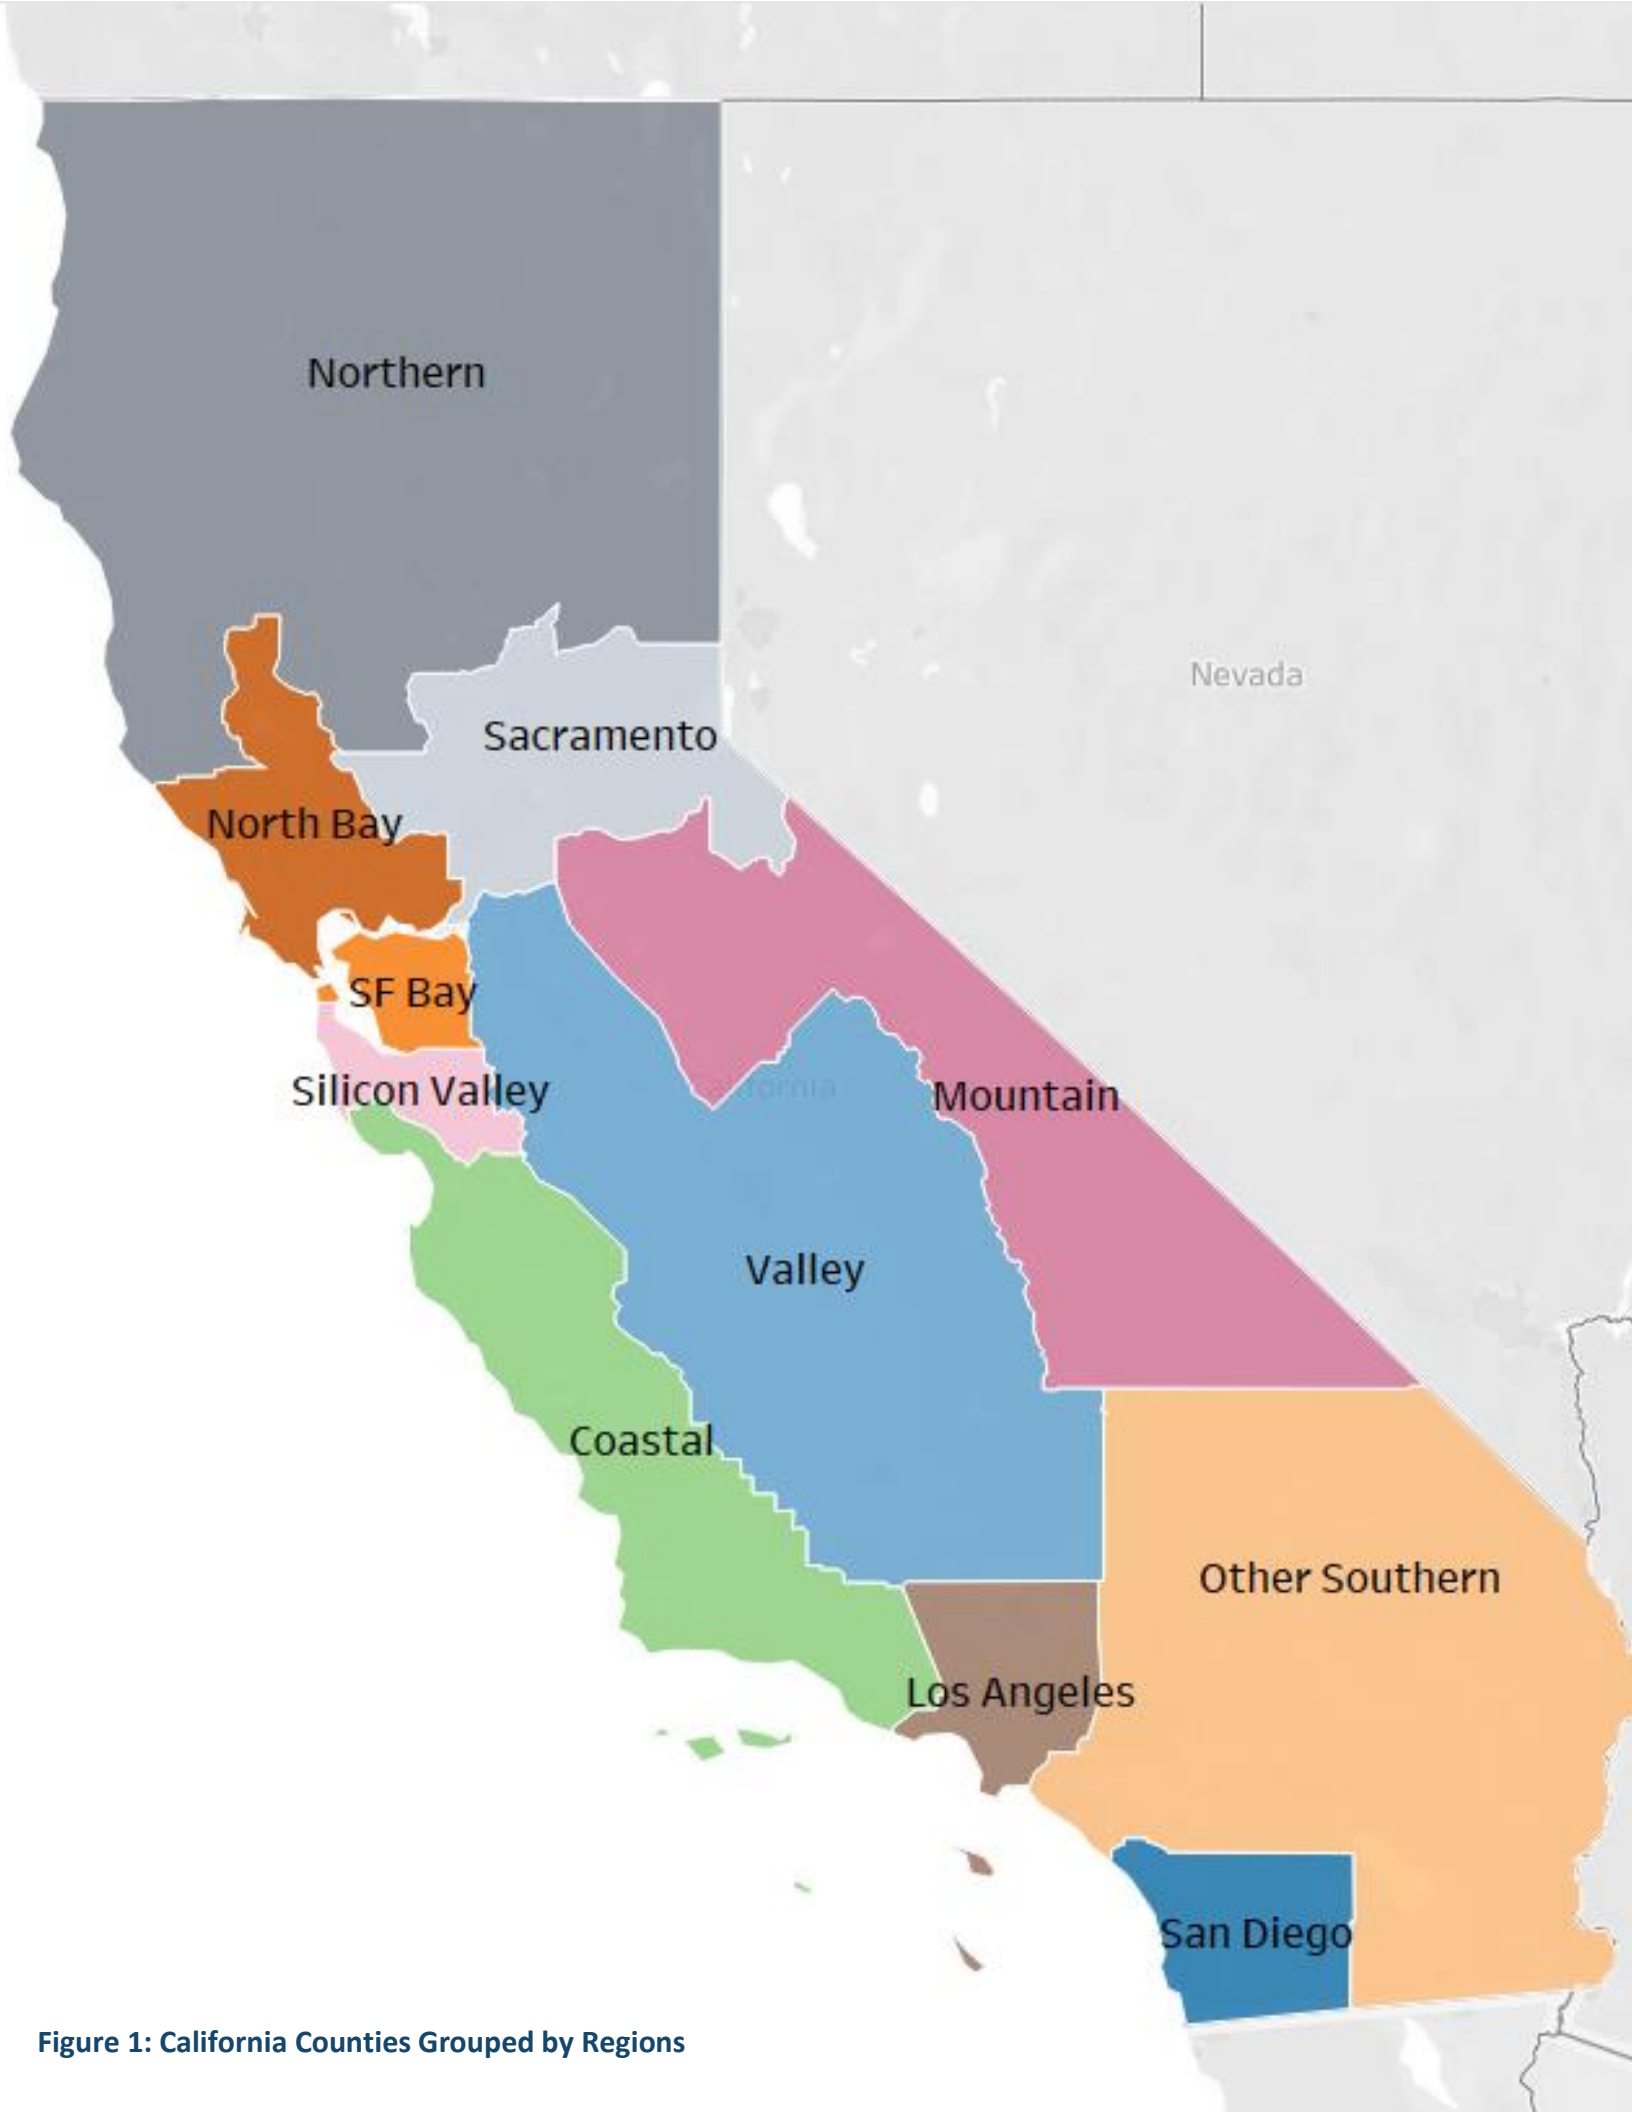 Northern
Nevada
Sacramento
North Bay
SF Bay
Silicon Valley
California
Mountain
Valley
Coastal
Other Southern
Los Angeles
San Diego
Figure 1: California Counties Grouped by Regions